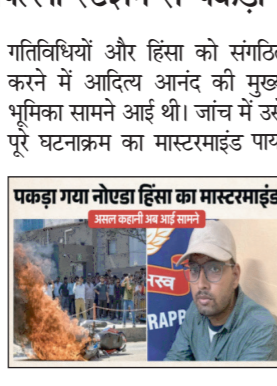 गतिविधियों और हिंसा को संगठित
करने में आदित्य आनंद की मुख्य
भूमिका सामने आई थी। जांच में उसे
पूरे घटनाक्रम का मास्टरमाइंड
पकड़ा गया नोएडा हिंसा का मास्टरमाइंड
असल कहानी अब आई सामने